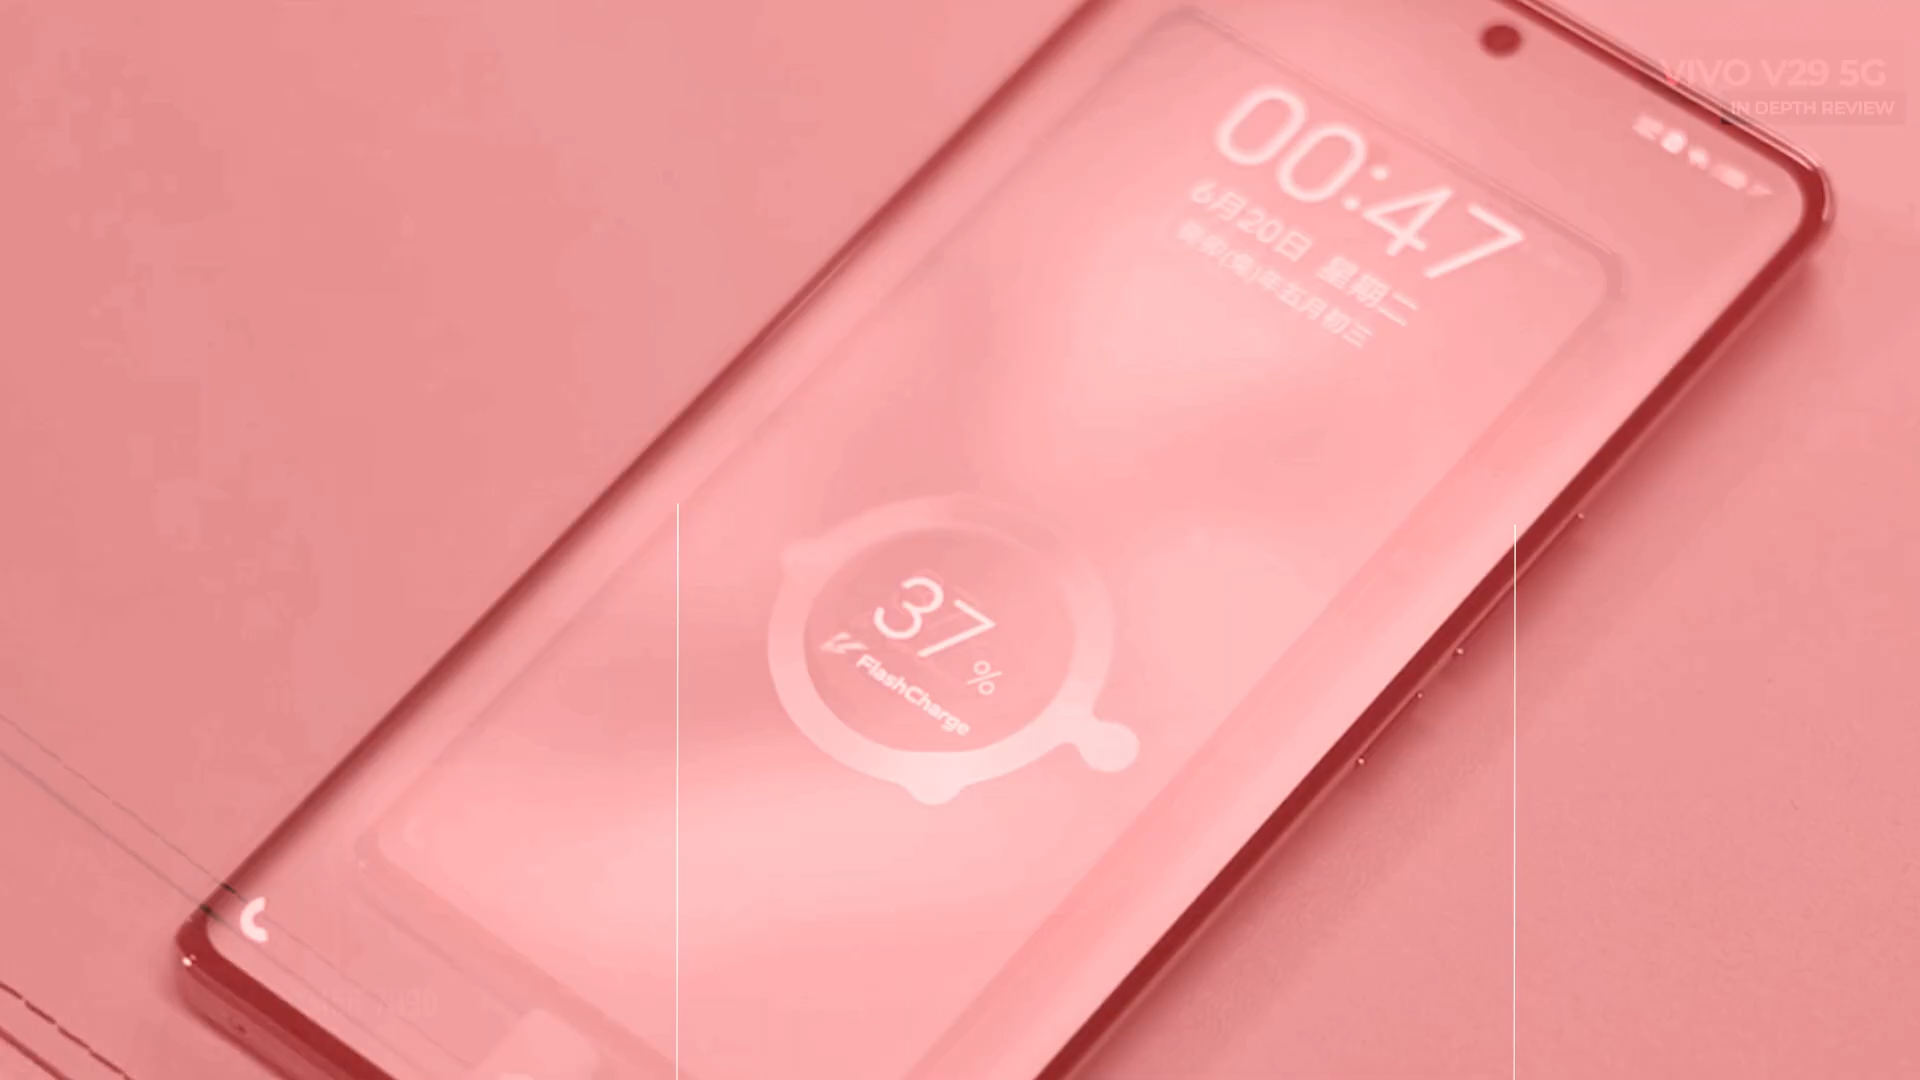 VIVO V29 5G
IN DEPTH REVIEW
00:47
6月20日 星期二
癸卯(兔)年五月初三
37%
FlashCharge